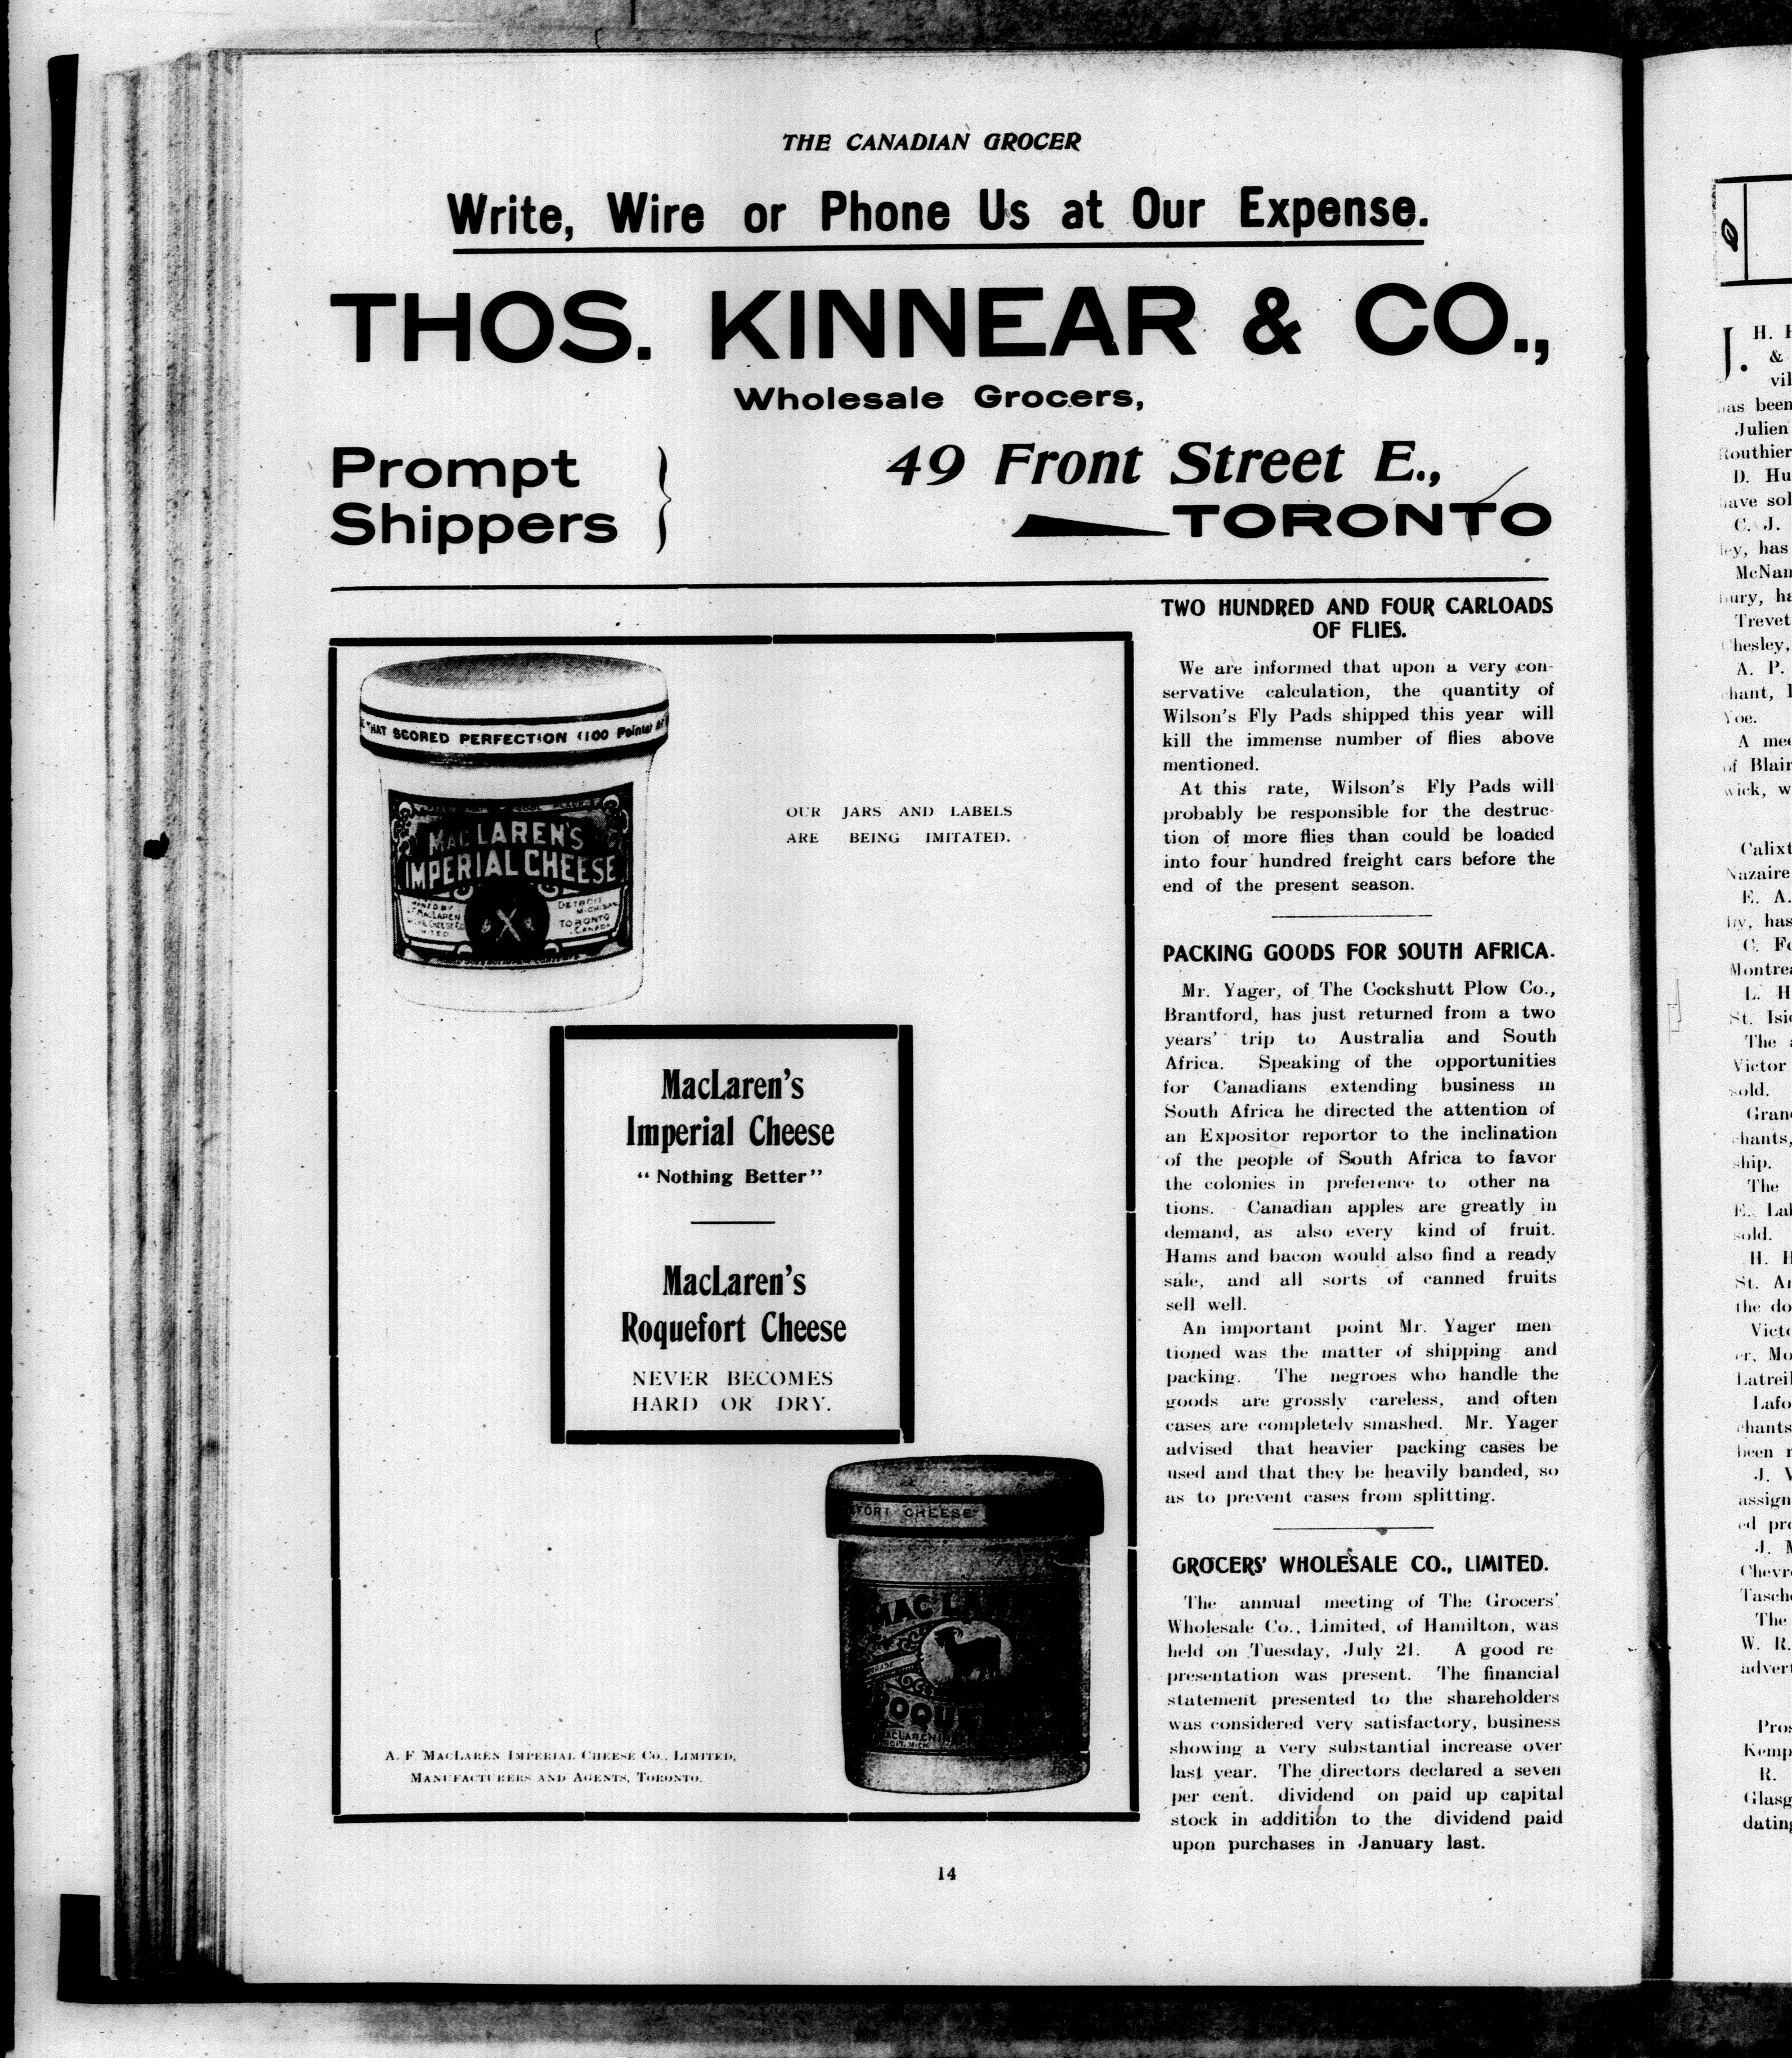 THE CANADIAN GROCER
Write, Wire or Phone Us at Our Expense.
THOS. KINNEAR & CO.,
Wholesale Grocers,
Prompt
Shippers
49 Front Street E.,
TORONTO
HAT SCORED PERFECTION (100 Points)
MACLAREN'S
IMPERIAL CHEESE
DETROIT
MICHIGAN
TORONTO
CANADA
OUR JARS AND LABELS
ARE BEING IMITATED.
MacLaren's
Imperial Cheese
"Nothing Better"
MacLaren's
Roquefort Cheese
NEVER BECOMES
HARD OR DRY.
FORT CHEESE
MACLA
ROQUE
A. F. MACLAREN IMPERIAL CHEESE CO., LIMITED,
MANUFACTURERS AND AGENTS, TORONTO.
TWO HUNDRED AND FOUR CARLOADS
OF FLIES.
We are informed that upon a very con-
servative calculation, the quantity of
Wilson's Fly Pads shipped this year will
kill the immense number of flies above
mentioned.
At this rate, Wilson's Fly Pads will
probably be responsible for the destruc-
tion of more flies than could be loaded
into four hundred freight cars before the
end of the present season.
PACKING GOODS FOR SOUTH AFRICA.
Mr. Yager, of The Cockshutt Plow Co.,
Brantford, has just returned from a two
years' trip to Australia and South
Africa. Speaking of the opportunities
for Canadians extending business in
South Africa he directed the attention of
an Expositor reportor to the inclination
of the people of South Africa to favor
the colonies in preference to other na
tions. Canadian apples are greatly in
demand, as also every kind of fruit.
Hams and bacon would also find a ready
sale, and all sorts of canned fruits
sell well.
An important point Mr. Yager men
tioned was the matter of shipping and
packing. The negroes who handle the
goods are grossly careless, and often
cases are completely smashed. Mr. Yager
advised that heavier packing cases be
used and that they be heavily banded, so
as to prevent cases from splitting.
GROCERS' WHOLESALE CO., LIMITED.
The annual meeting of The Grocers'
Wholesale Co., Limited, of Hamilton, was
held on Tuesday, July 21. A good re
presentation was present. The financial
statement presented to the shareholders
was considered very satisfactory, business
showing a very substantial increase over
last year. The directors declared a seven
per cent. dividend on paid up capital
stock in addition to the dividend paid
upon purchases in January last.
14